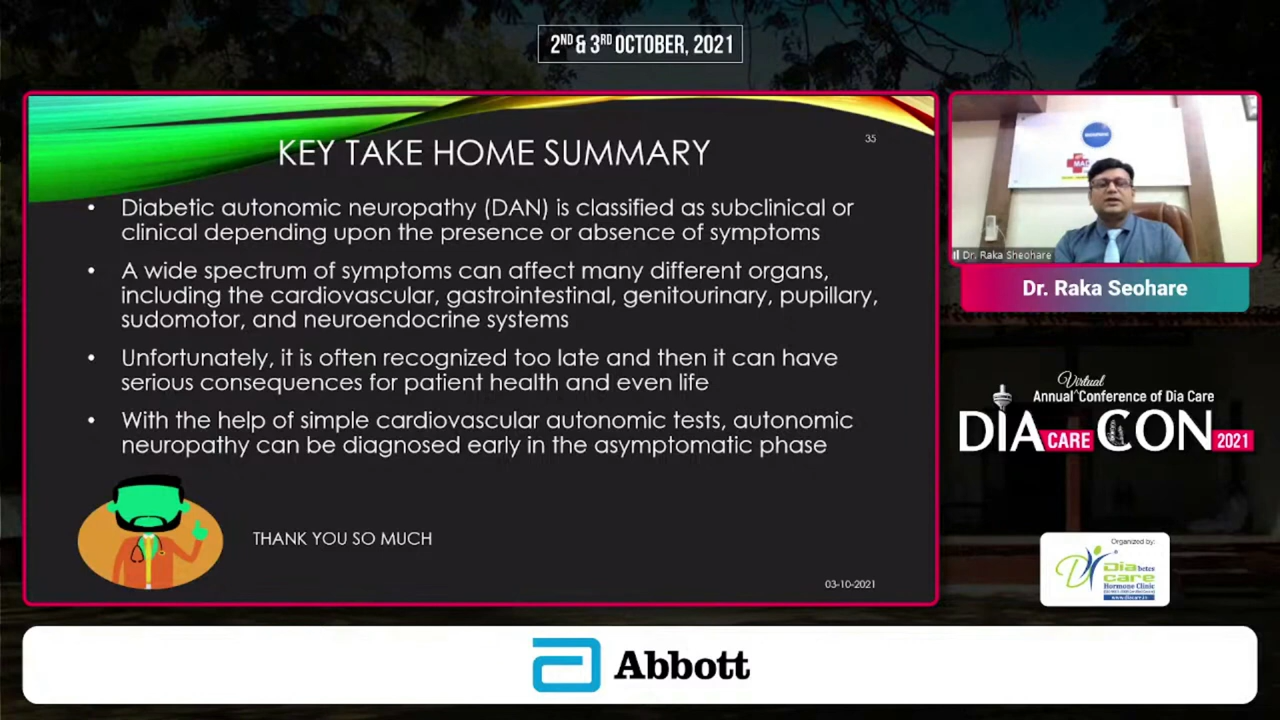 2ND & 3RD OCTOBER, 2021
35
KEY TAKE HOME SUMMARY
• Diabetic autonomic neuropathy (DAN) is classified as subclinical or
clinical depending upon the presence or absence of symptoms
• A wide spectrum of symptoms can affect many different organs,
including the cardiovascular, gastrointestinal, genitourinary, pupillary,
sudomotor, and neuroendocrine systems
• Unfortunately, it is often recognized too late and then it can have
serious consequences for patient health and even life
• With the help of simple cardiovascular autonomic tests, autonomic
neuropathy can be diagnosed early in the asymptomatic phase
THANK YOU SO MUCH
03-10-2021
Dr. Raka Sheohare
Dr. Raka Seohare
Virtual
Annual ^ Conference of Dia Care
DIA CARE CON 2021
Organized by:
Diabetes
care
Hormone Clinic
www.diacare.in
Abbott